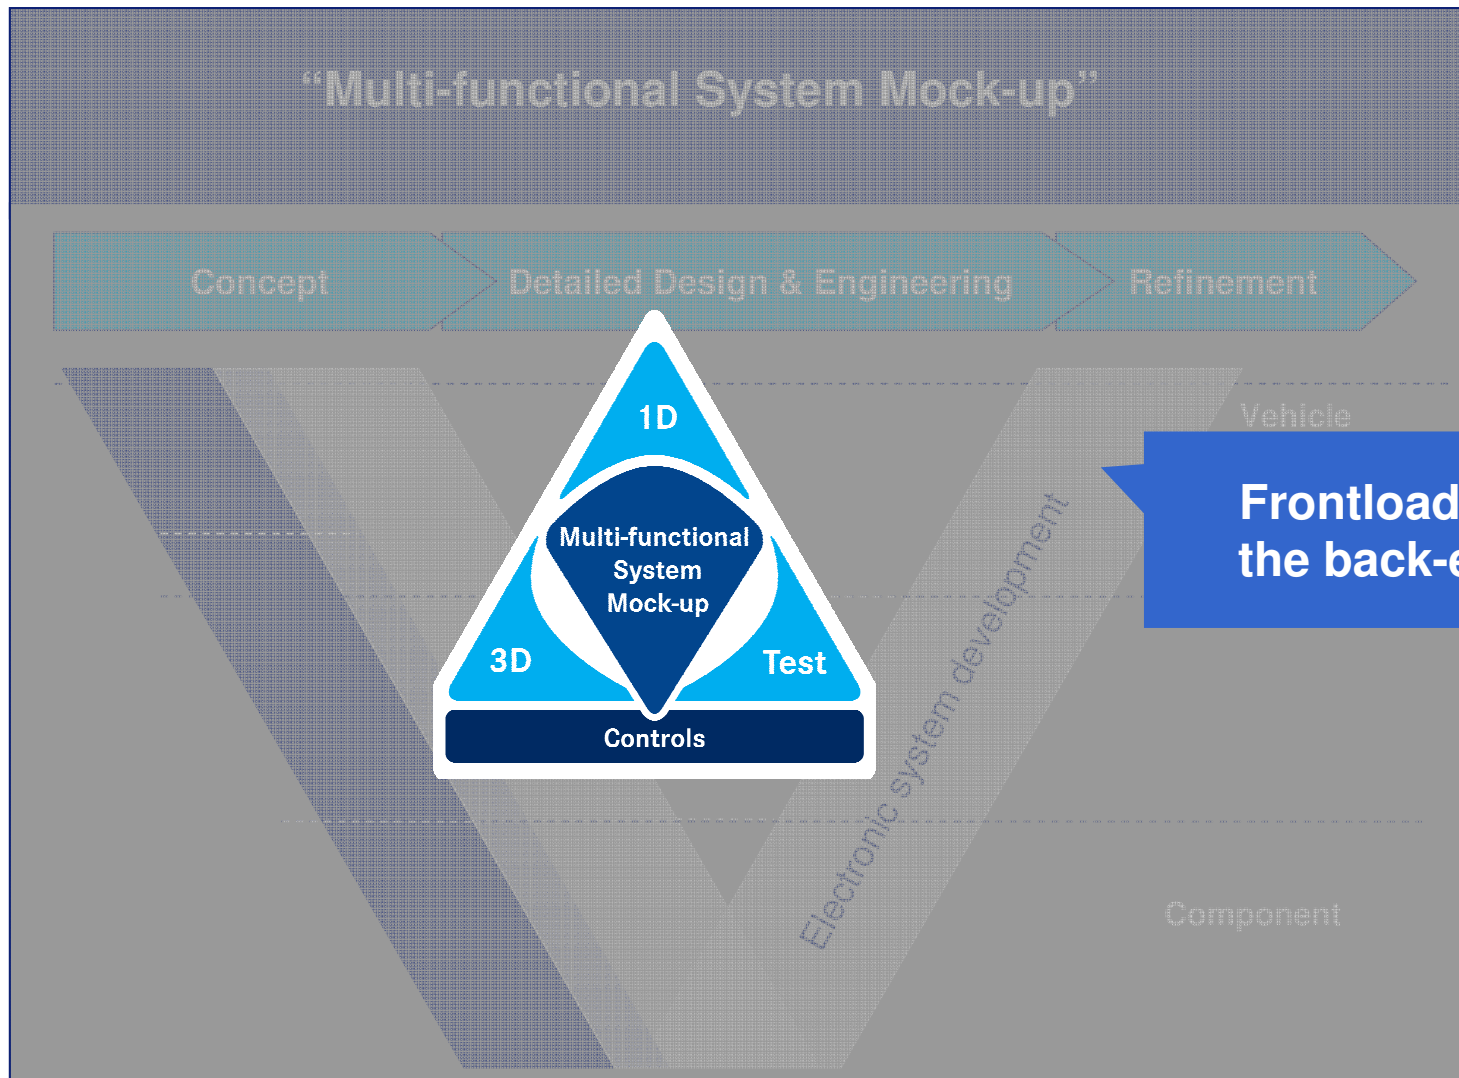 “Multi-functional System Mock-up”
Concept
Detailed Design & Engineering
Refinement
Vehicle
1D
Frontload
the back-e
Multi-functional
System
Mock-up
3D
Test
Controls
Electronic system development
Component